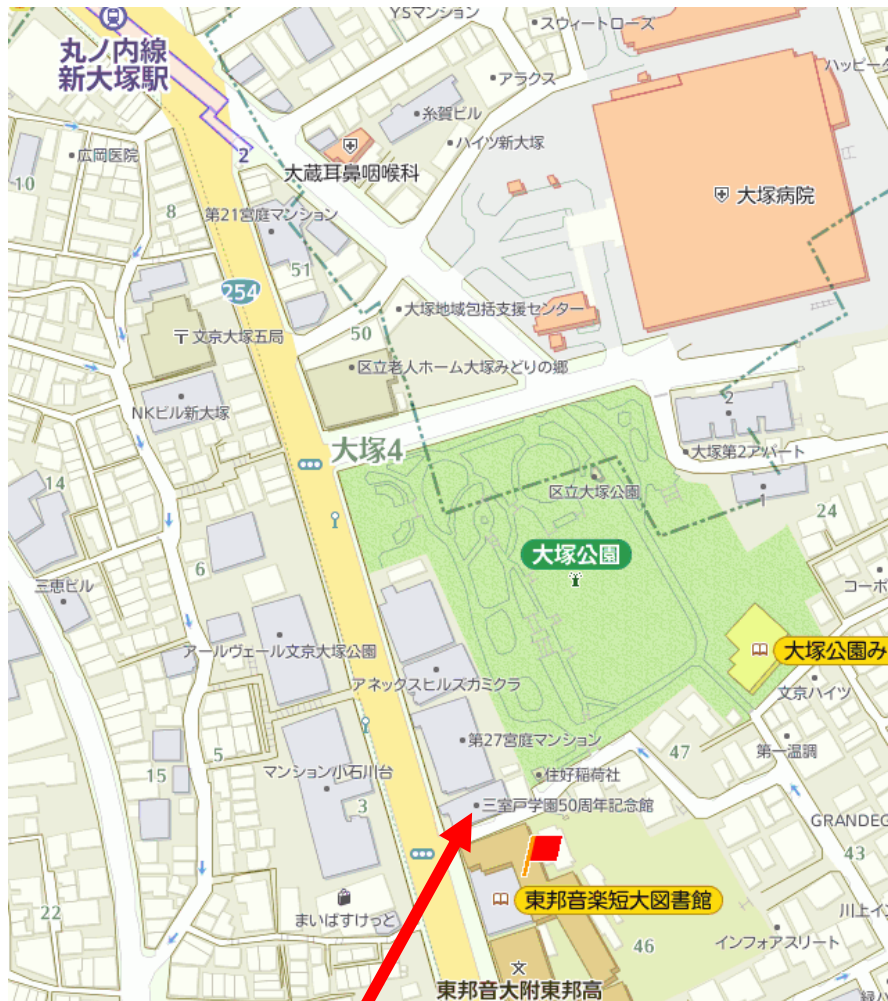 YSマンション
スウィートローズ
丸ノ内線
新大塚駅
アラクス
ハッピータ
糸賀ビル
ハイツ新大塚
2
広岡医院
大蔵耳鼻咽喉科
10
大塚病院
8
第21宮庭マンション
51
254
大塚地域包括支援センター
50
文京大塚五局
区立老人ホーム大塚みどりの郷
2
NKビル新大塚
大塚4
大塚第2アパート
14
区立大塚公園
1
24
大塚公園
6
三恵ビル
コーポ
アールヴェール文京大塚公園
大塚公園み
アネックスヒルズカミクラ
文京ハイツ
第27宮庭マンション
47
第一温調
5
15
マンション小石川台
住好稲荷社
3
三室戸学園50周年記念館
GRANDEG
43
東邦音楽短大図書館
まいばすけっと
22
川上イン
46
インフォアスリート
東邦音大附東邦高